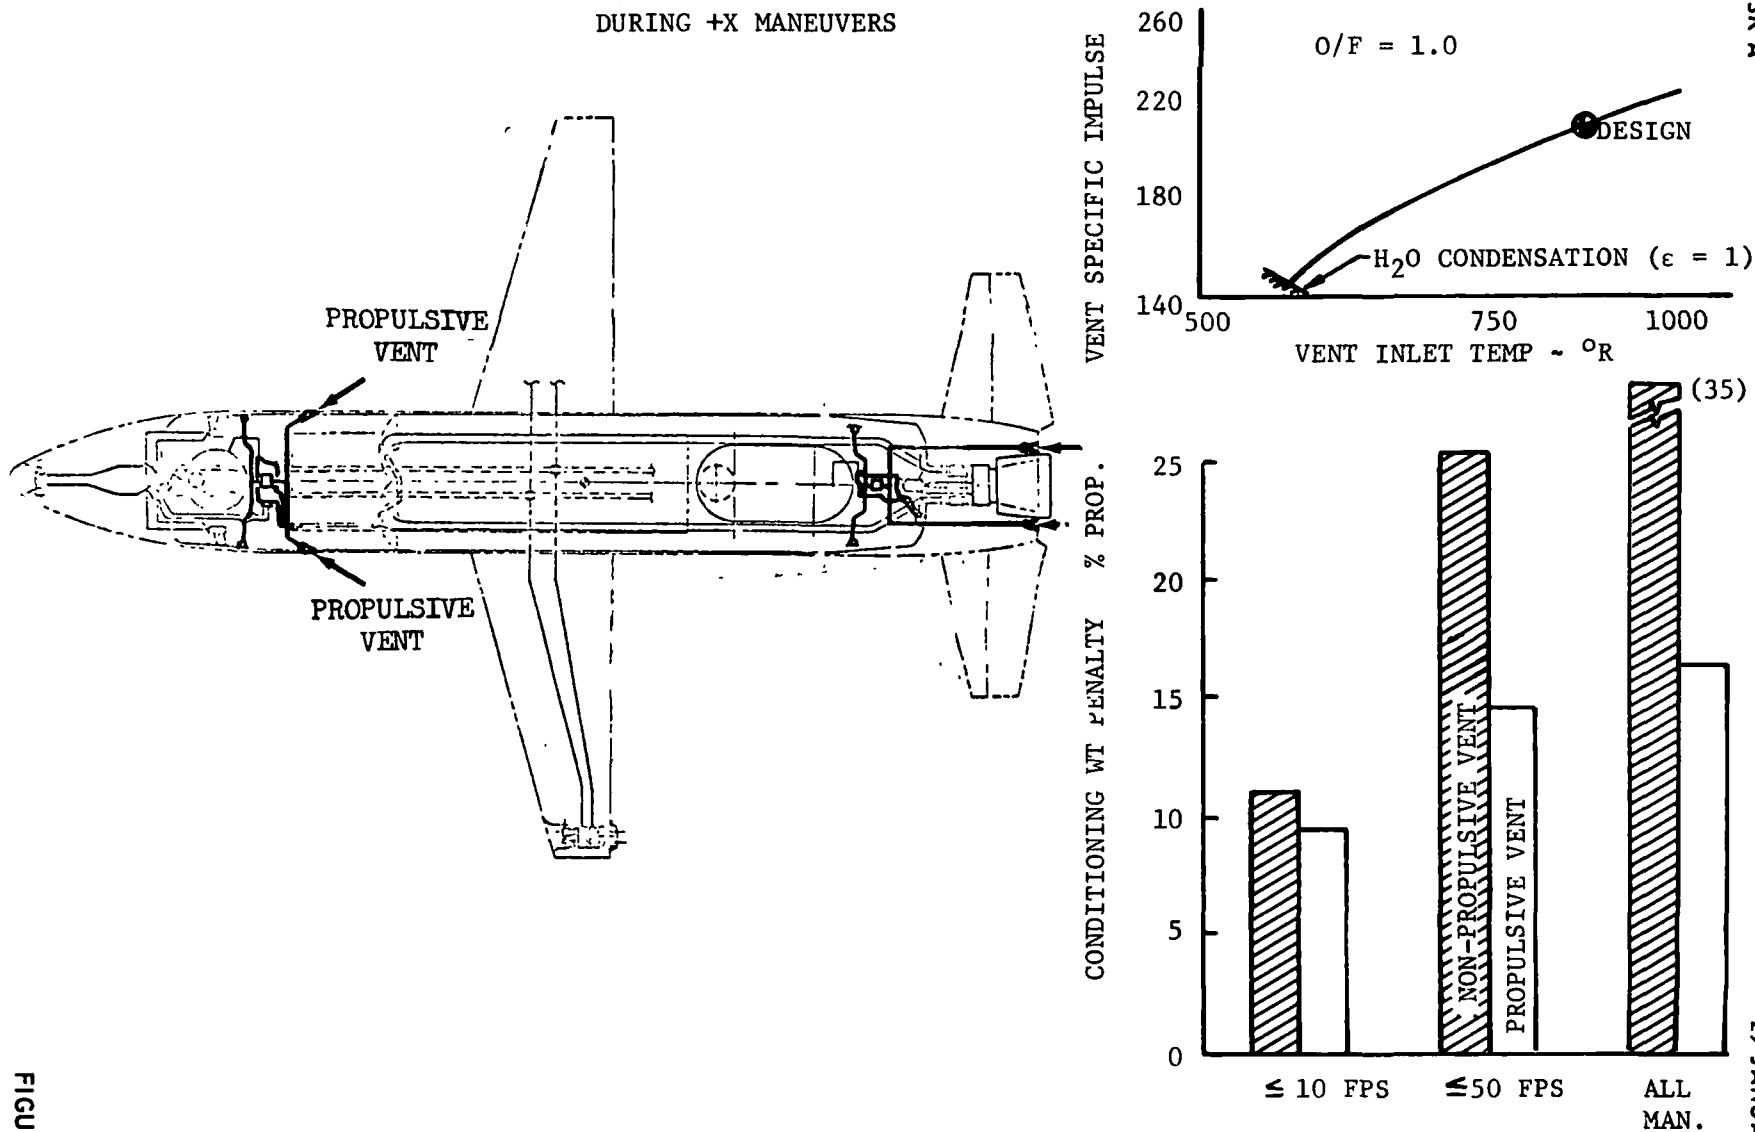 DURING +X MANEUVERS
PROPULSIVE
VENT
PROPULSIVE
VENT
VENT SPECIFIC IMPULSE
260
220
180
140
O/F = 1.0
DESIGN
H₂O CONDENSATION (ε = 1)
500
750
1000
VENT INLET TEMP ~ °R
CONDITIONING WT PENALTY % PROP.
25
20
15
10
5
0
(35)
NON-PROPULSIVE VENT
PROPULSIVE VENT
≤ 10 FPS
≤50 FPS
ALL
MAN.
FIGU